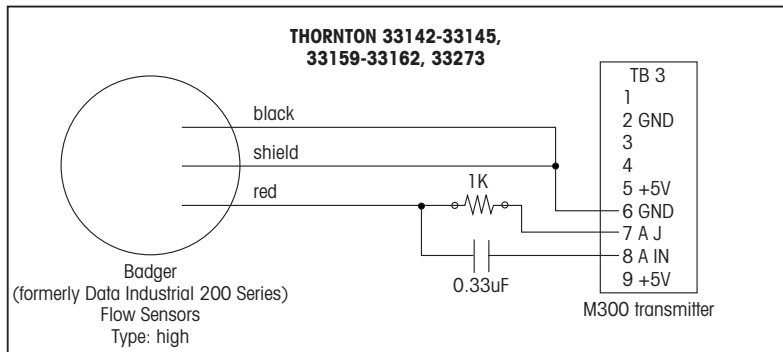 THORNTON 33142-33145,
33159-33162, 33273
black
shield
red
1K
0.33uF
Badger
(formerly Data Industrial 200 Series)
Flow Sensors
Type: high
TB 3
1
2 GND
3
4
5 +5V
6 GND
7 A J
8 A IN
9 +5V
M300 transmitter